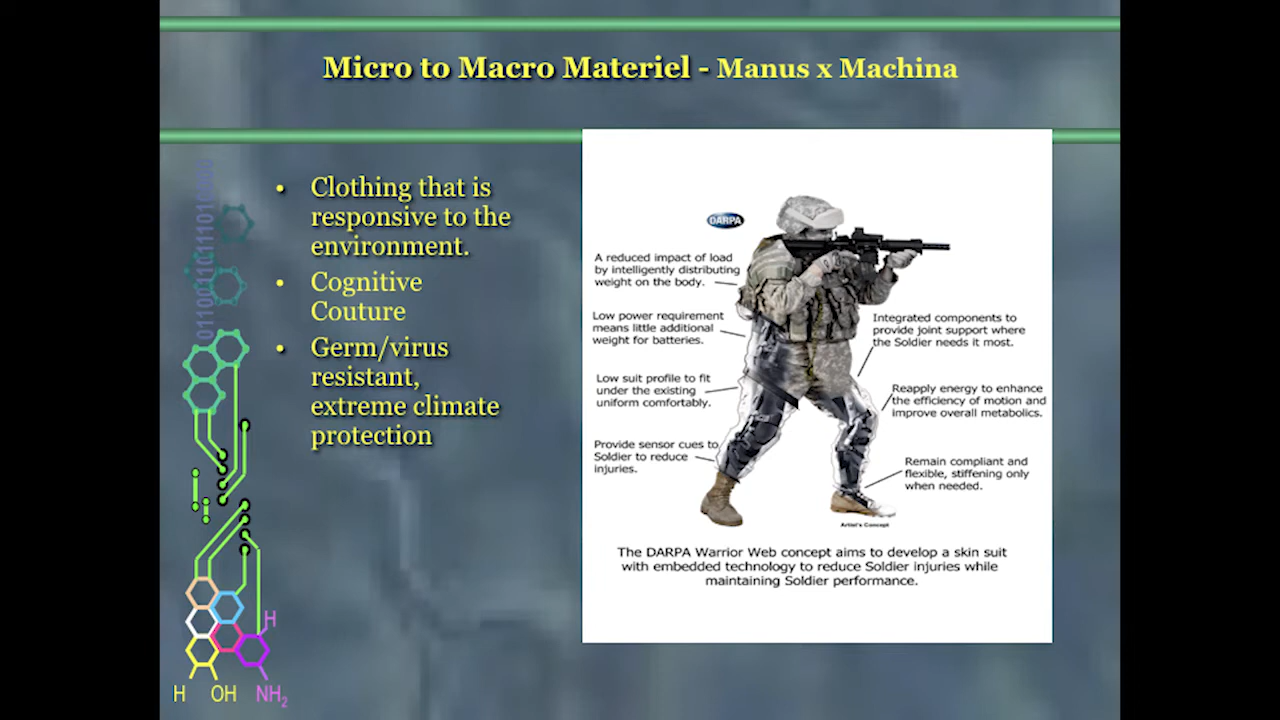 Micro to Macro Materiel - Manus x Machina
• Clothing that is
responsive to the
environment.
• Cognitive
Couture
• Germ/virus
resistant,
extreme climate
protection
DARPA
A reduced impact of load
by intelligently distributing
weight on the body.
Low power requirement
means little additional
weight for batteries.
Low suit profile to fit
under the existing
uniform comfortably.
Provide sensor cues to
Soldier to reduce
injuries.
Integrated components to
provide joint support where
the Soldier needs it most.
Reapply energy to enhance
the efficiency of motion and
improve overall metabolics.
Remain compliant and
flexible, stiffening only
when needed.
Artist's Concept
The DARPA Warrior Web concept aims to develop a skin suit
with embedded technology to reduce Soldier injuries while
maintaining Soldier performance.
H
H OH NH₂